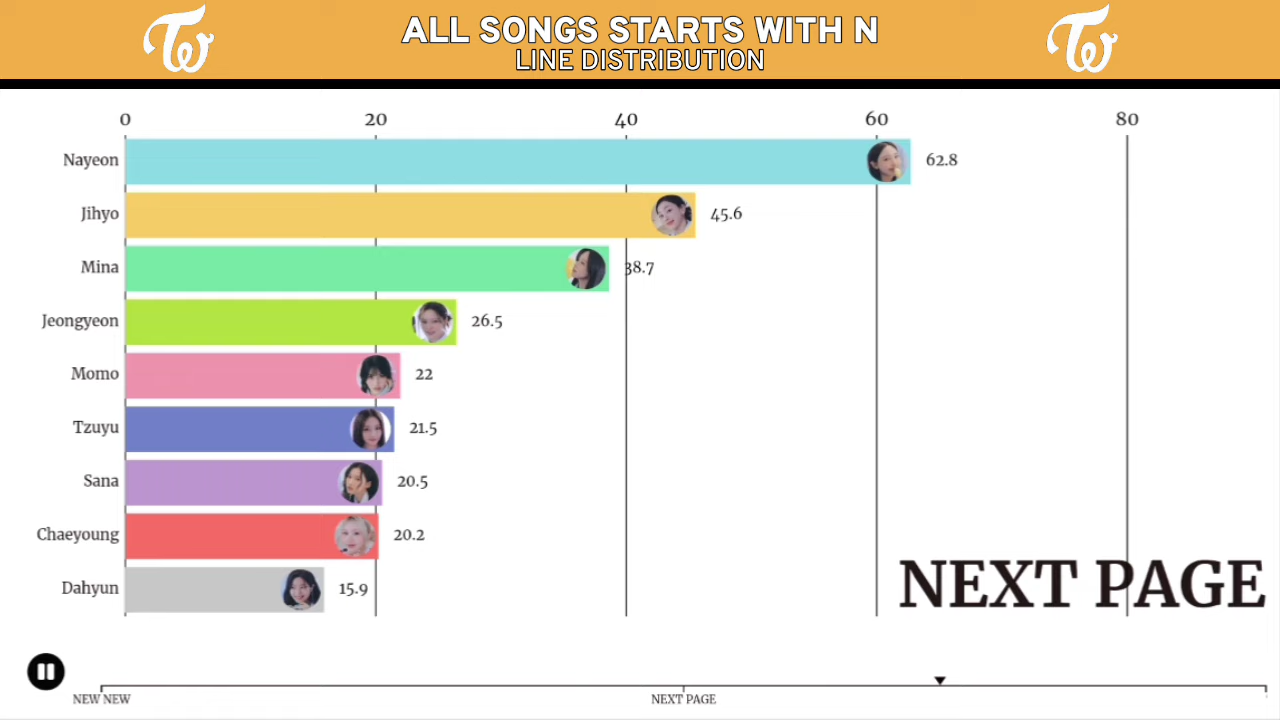 TW
ALL SONGS STARTS WITH N
TW
LINE DISTRIBUTION
0 20 40 60 80
Nayeon 62.8
Jihyo 45.6
Mina 38.7
Jeongyeon 26.5
Momo 22
Tzuyu 21.5
Sana 20.5
Chaeyoung 20.2
Dahyun 15.9
NEXT PAGE
NEW NEW NEXT PAGE